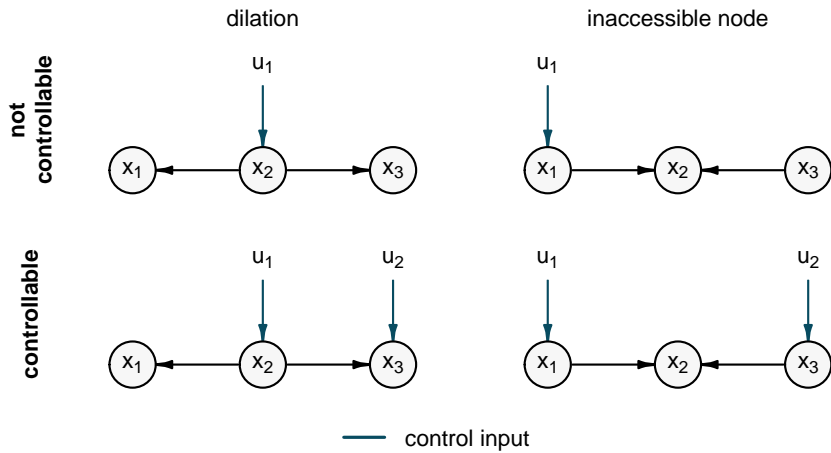 dilation
inaccessible node
not
controllable
u₁
u₁
x₁
x₂
x₃
x₁
x₂
x₃
controllable
u₁
u₂
u₁
u₂
x₁
x₂
x₃
x₁
x₂
x₃
control input